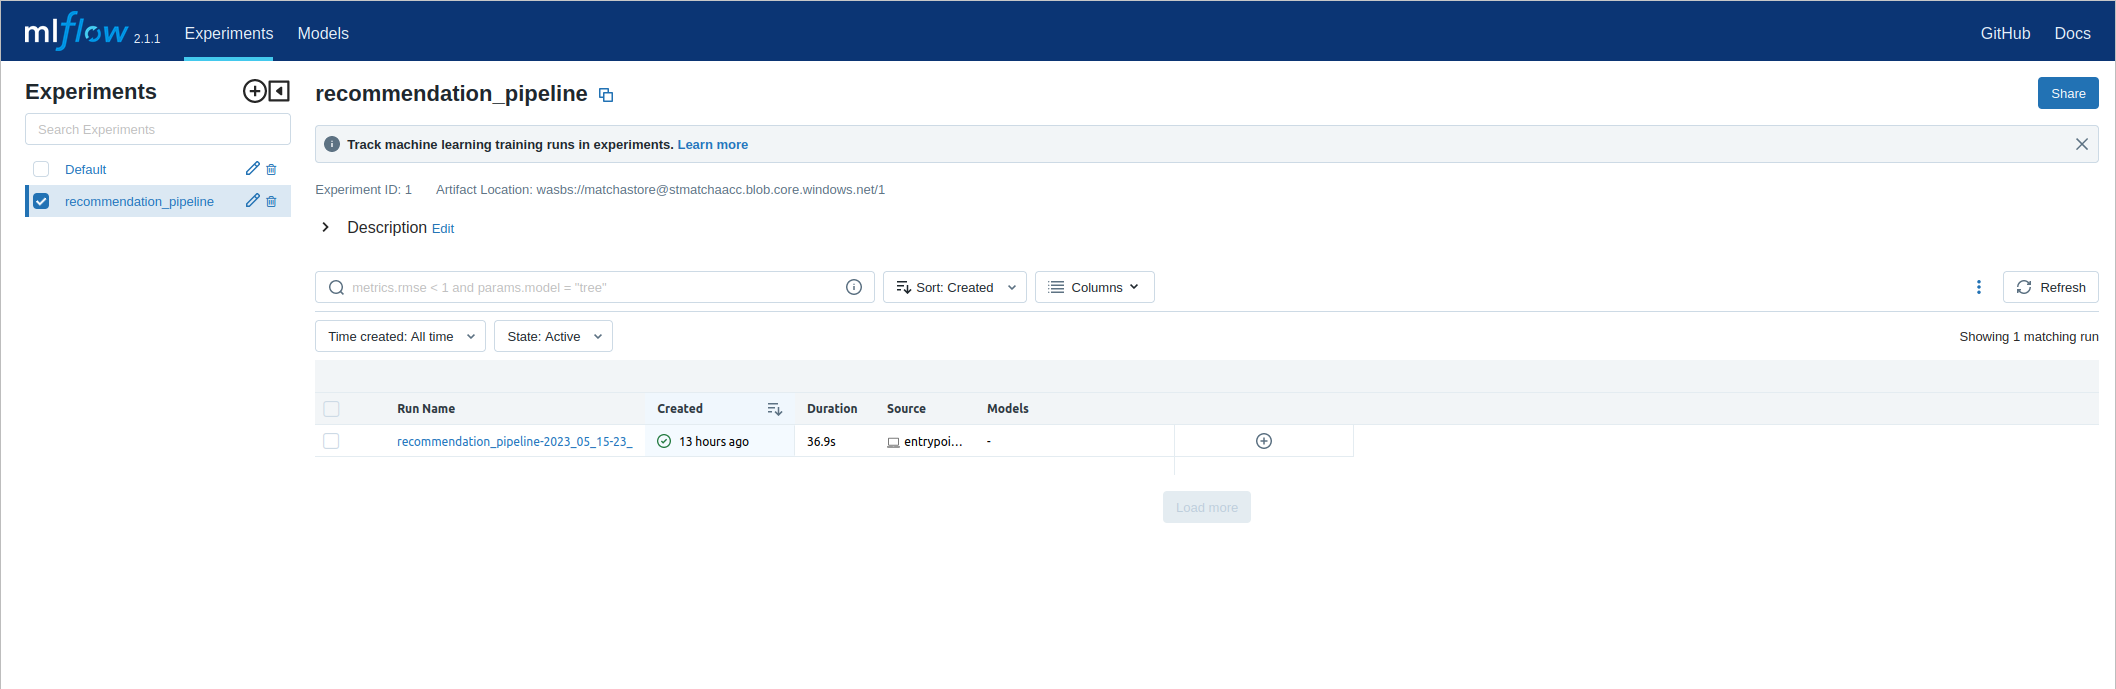 mlflow 2.1.1 Experiments Models GitHub Docs
Experiments
Search Experiments
Default
recommendation_pipeline
recommendation_pipeline
Share
Track machine learning training runs in experiments. Learn more
Experiment ID: 1 Artifact Location: wasbs://matchastore@stmatchaacc.blob.core.windows.net/1
Description Edit
metrics.rmse < 1 and params.model = "tree" Sort: Created Columns Refresh
Time created: All time State: Active Showing 1 matching run
Run Name Created Duration Source Models
recommendation_pipeline-2023_05_15-23_ 13 hours ago 36.9s entrypoi... -
Load more